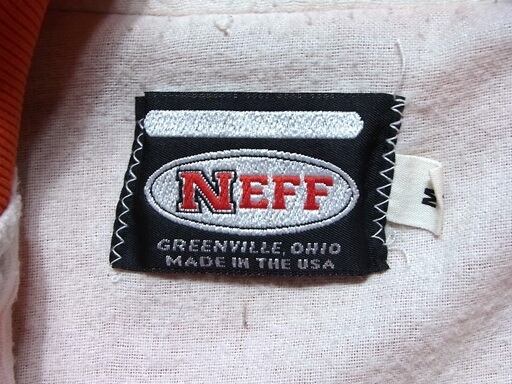 NEFF
GREENVILLE, OHIO
MADE IN THE USA
M